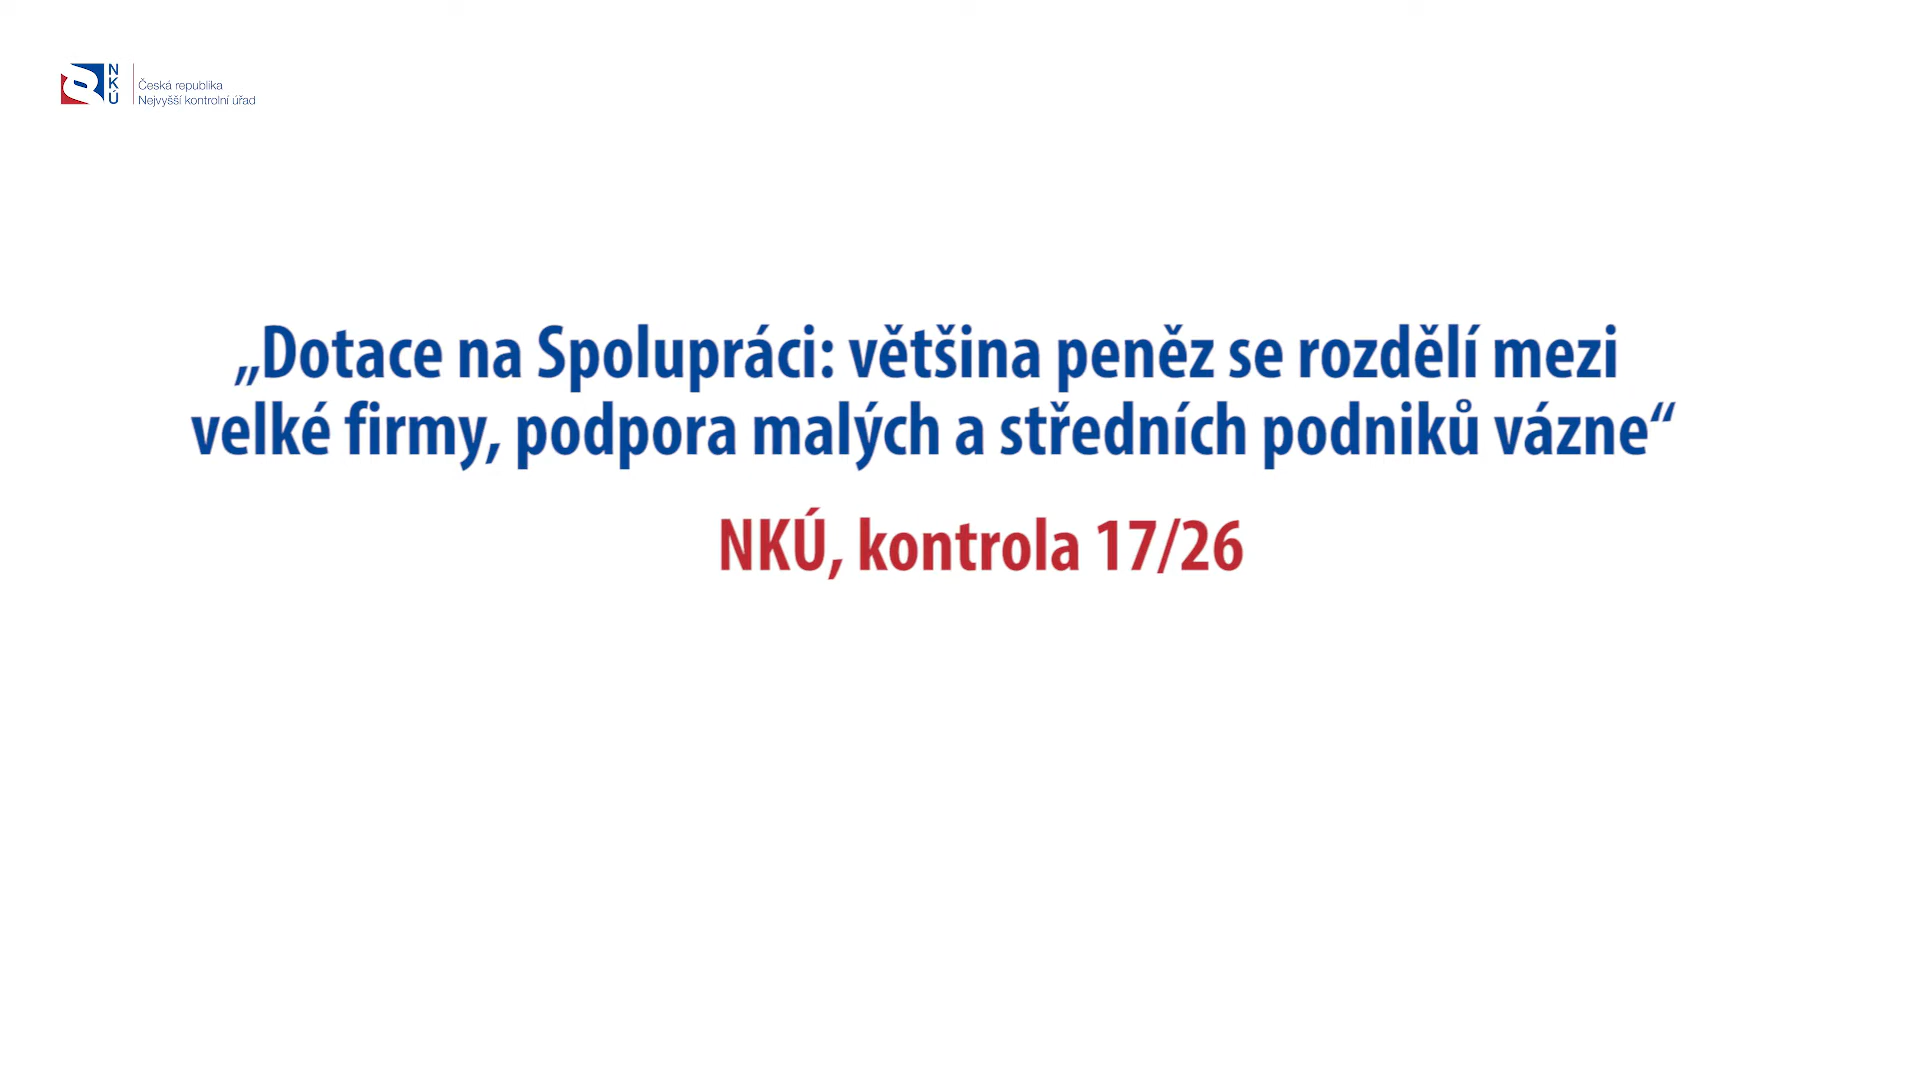 NKÚ
Česká republika
Nejvyšší kontrolní úřad
„Dotace na Spolupráci: většina peněz se rozdělí mezi
velké firmy, podpora malých a středních podniků vázne“
NKÚ, kontrola 17/26